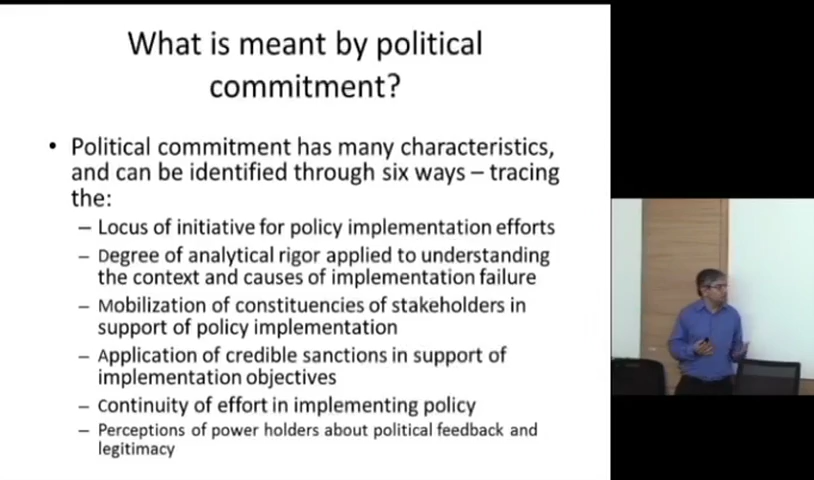 What is meant by political
commitment?
• Political commitment has many characteristics,
and can be identified through six ways – tracing
the:
– Locus of initiative for policy implementation efforts
– Degree of analytical rigor applied to understanding
the context and causes of implementation failure
– Mobilization of constituencies of stakeholders in
support of policy implementation
– Application of credible sanctions in support of
implementation objectives
– Continuity of effort in implementing policy
– Perceptions of power holders about political feedback and
legitimacy